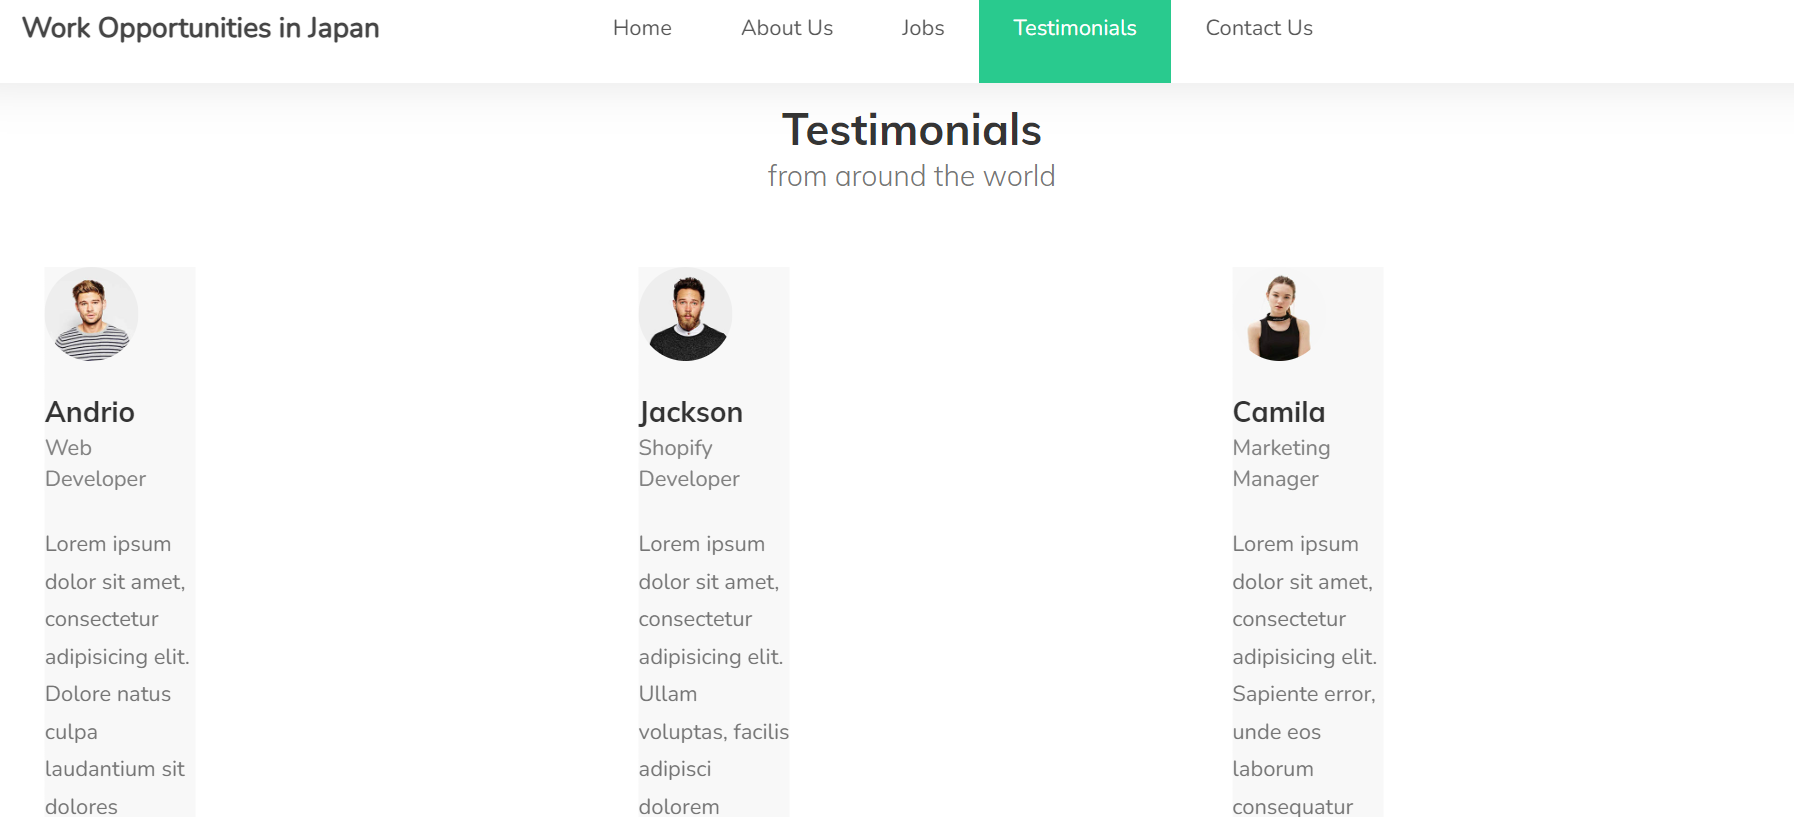 Work Opportunities in Japan
Home
About Us
Jobs
Testimonials
Contact Us
Testimonials
from around the world
Andrio
Web
Developer
Lorem ipsum
dolor sit amet,
consectetur
adipisicing elit.
Dolore natus
culpa
laudantium sit
dolores
Jackson
Shopify
Developer
Lorem ipsum
dolor sit amet,
consectetur
adipisicing elit.
Ullam
voluptas, facilis
adipisci
dolorem
Camila
Marketing
Manager
Lorem ipsum
dolor sit amet,
consectetur
adipisicing elit.
Sapiente error,
unde eos
laborum
consequatur